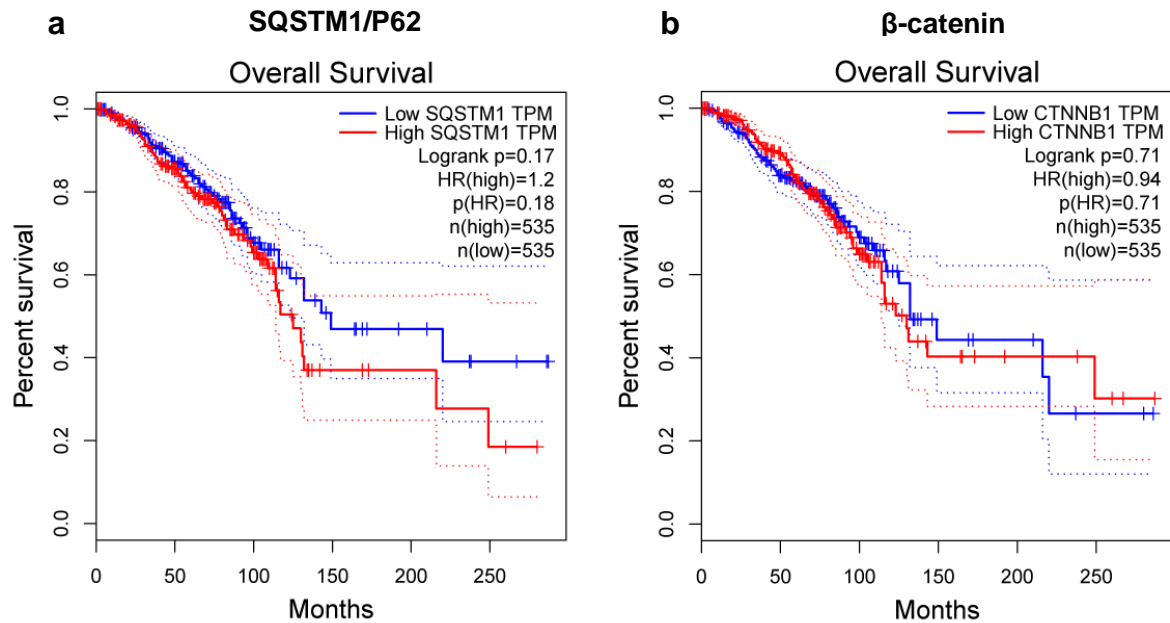 a
SQSTM1/P62
Overall Survival
Low SQSTM1 TPM
High SQSTM1 TPM
Logrank p=0.17
HR(high)=1.2
p(HR)=0.18
n(high)=535
n(low)=535
Percent survival
1.0
0.8
0.6
0.4
0.2
0.0
0 50 100 150 200 250
Months
b
β-catenin
Overall Survival
Low CTNNB1 TPM
High CTNNB1 TPM
Logrank p=0.71
HR(high)=0.94
p(HR)=0.71
n(high)=535
n(low)=535
Percent survival
1.0
0.8
0.6
0.4
0.2
0.0
0 50 100 150 200 250
Months